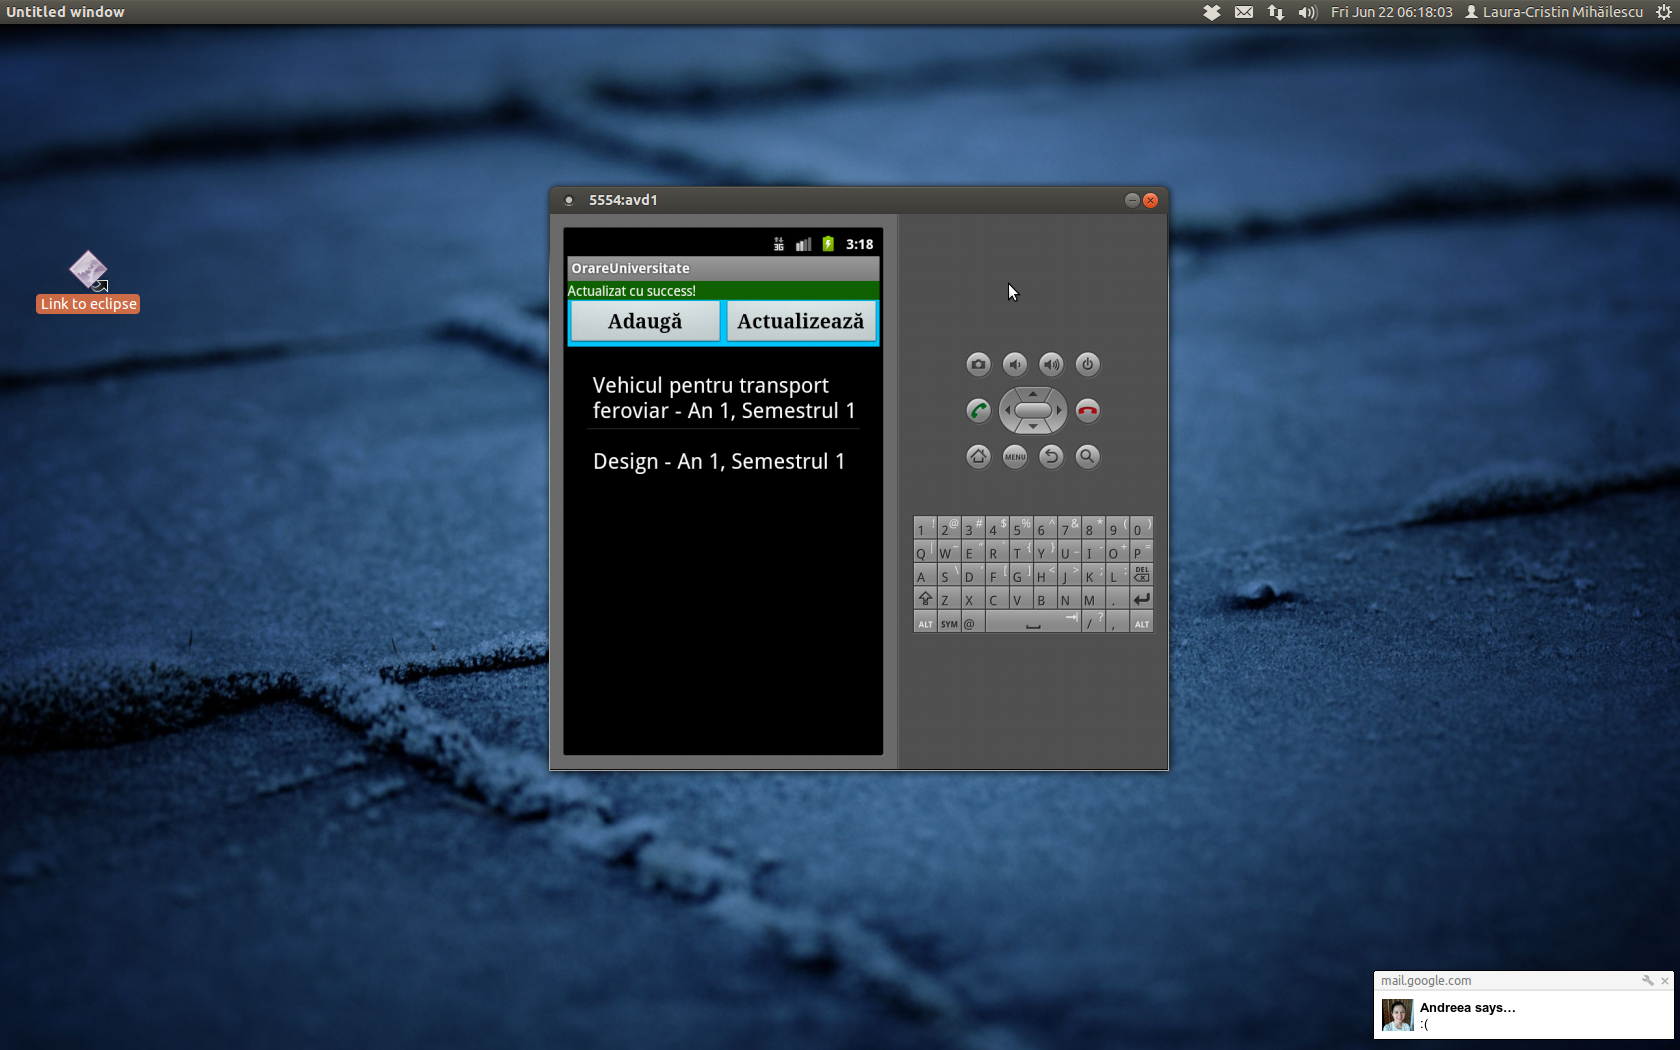 Untitled window
Fri Jun 22 06:18:03 Laura-Cristin Mihăilescu
Link to eclipse
5554:avd1
3G 3:18
OrareUniversitate
Actualizat cu success!
Adaugă Actualizează
Vehicul pentru transport
feroviar - An 1, Semestrul 1
Design - An 1, Semestrul 1
MENU
1 ! 2 @ 3 # 4 $ 5 % 6 ^ 7 & 8 * 9 ( 0 )
Q | W ~ E " R ` T { Y } U _ I - O + P =
A S \ D ' F [ G ] H < J > K ; L : DEL
Z X C V B N M .
ALT SYM @ / ? , ALT
mail.google.com
Andreea says...
:(